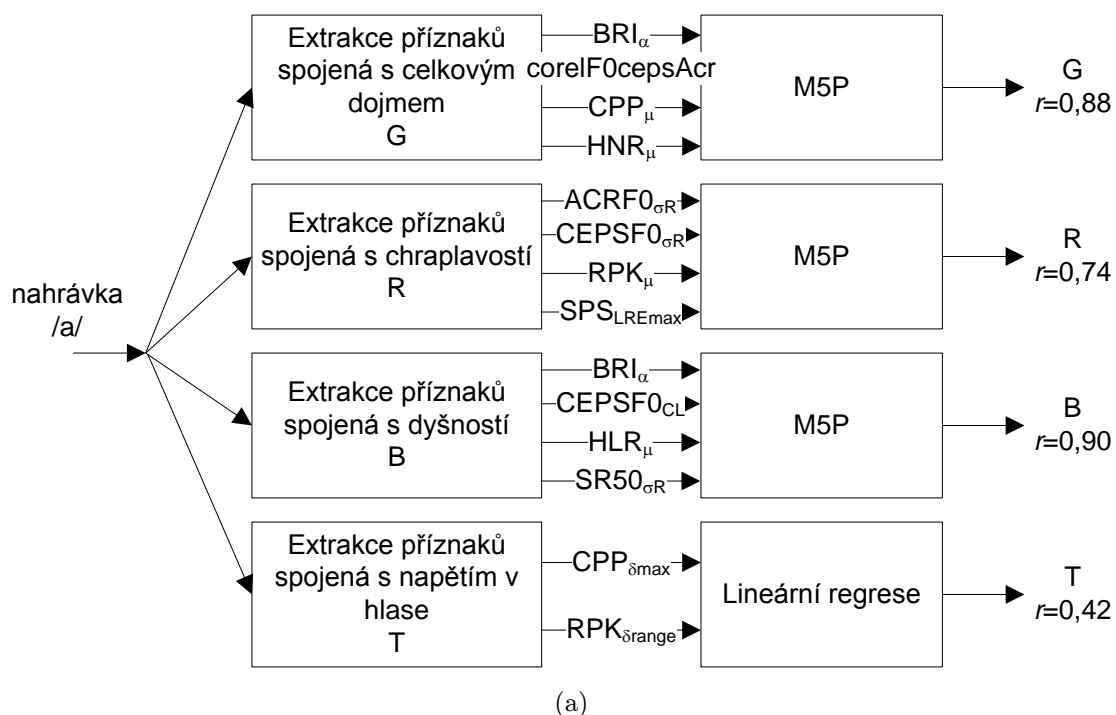 nahrávka
/a/
Extrakce příznaků
spojená s celkovým
dojmem
G
BRIα
corelF0cepsAcr
CPPμ
HNRμ
M5P
G
r=0,88
Extrakce příznaků
spojená s chraplavostí
R
ACRF0σR
CEPSF0σR
RPKμ
SPSLREmax
M5P
R
r=0,74
Extrakce příznaků
spojená s dyšností
B
BRIα
CEPSF0CL
HLRμ
SR50σR
M5P
B
r=0,90
Extrakce příznaků
spojená s napětím v
hlase
T
CPPδmax
RPKδrange
Lineární regrese
T
r=0,42
(a)